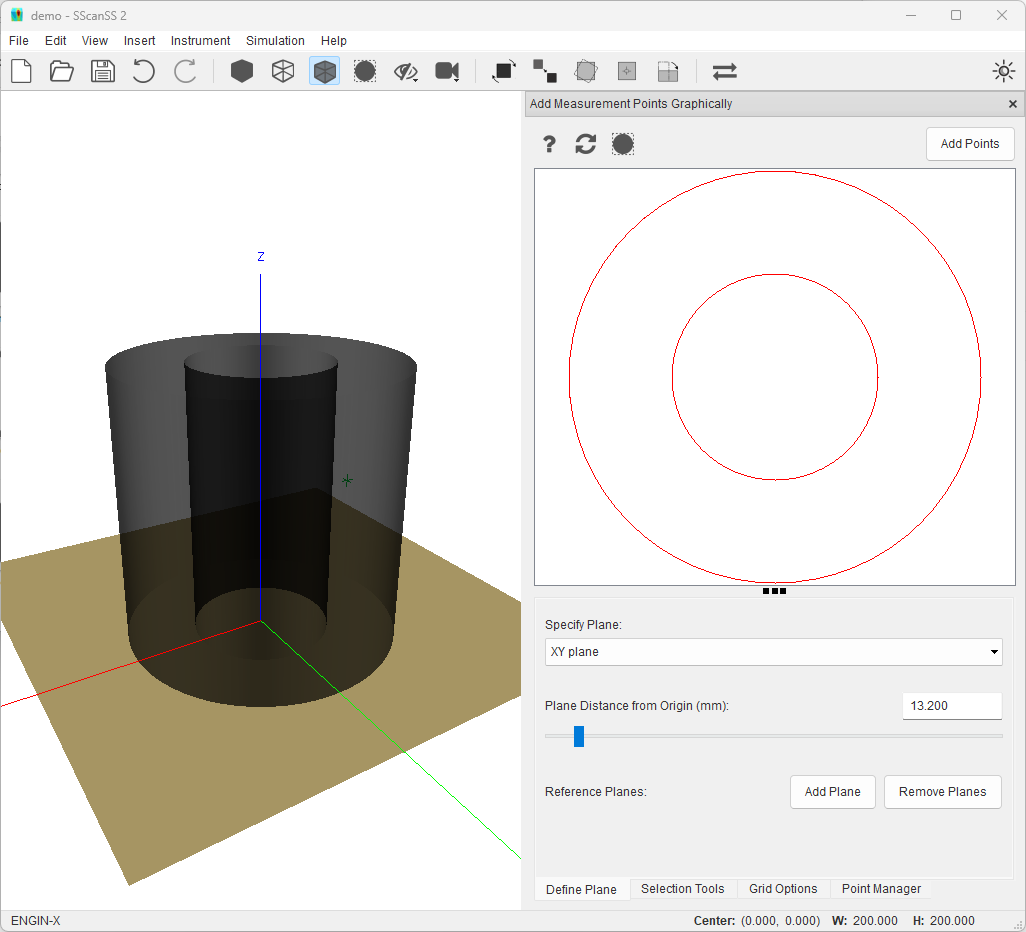 demo - SScanSS 2
File Edit View Insert Instrument Simulation Help
Add Measurement Points Graphically
Add Points
Z
Specify Plane:
XY plane
Plane Distance from Origin (mm): 13.200
Reference Planes: Add Plane Remove Planes
Define Plane Selection Tools Grid Options Point Manager
ENGIN-X Center: (0.000, 0.000) W: 200.000 H: 200.000